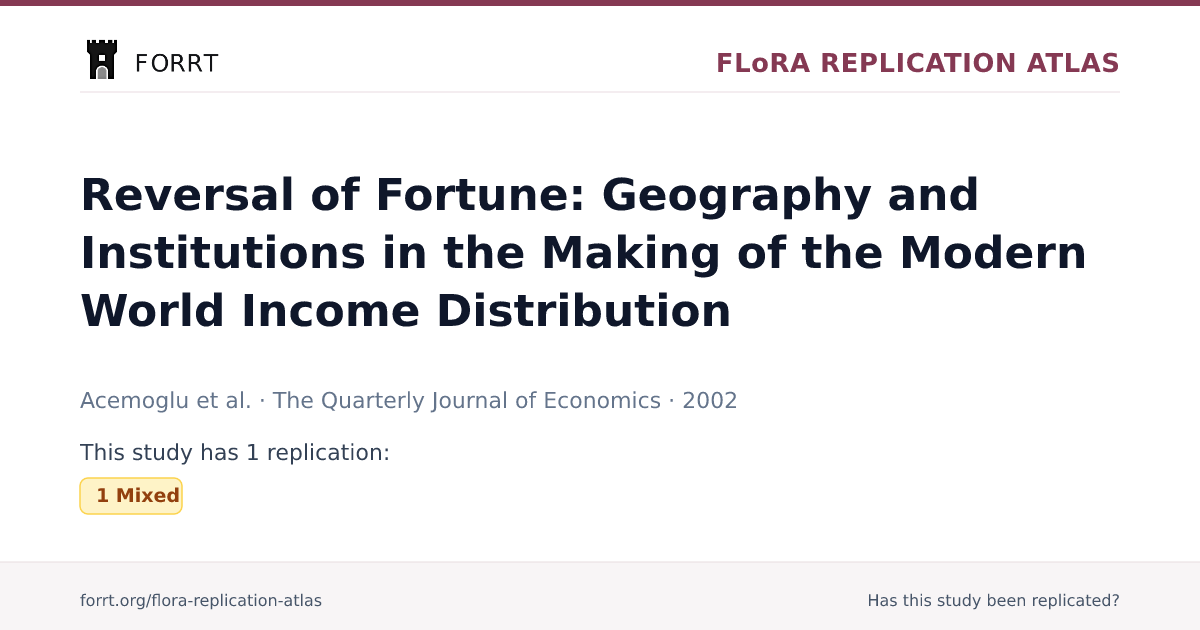 FORRT
FLoRA REPLICATION ATLAS
Reversal of Fortune: Geography and
Institutions in the Making of the Modern
World Income Distribution
Acemoglu et al. · The Quarterly Journal of Economics · 2002
This study has 1 replication:
1 Mixed
forrt.org/flora-replication-atlas
Has this study been replicated?